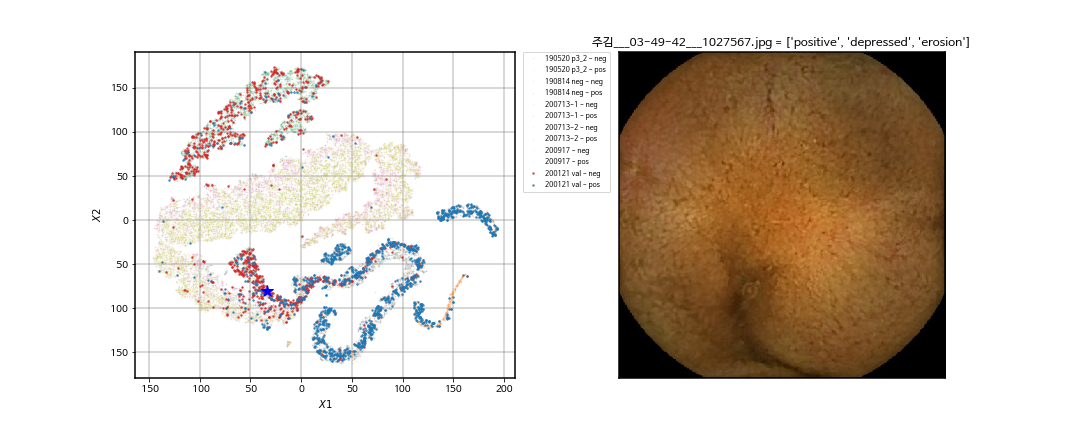 주김___03-49-42___1027567.jpg = ['positive', 'depressed', 'erosion']
190520 p3_2 - neg
190520 p3_2 - pos
190814 neg - neg
190814 neg - pos
200713-1 - neg
200713-1 - pos
200713-2 - neg
200713-2 - pos
200917 - neg
200917 - pos
200121 val - neg
200121 val - pos
X2
150
100
50
0
50
100
150
150
100
50
0
50
100
150
200
X1